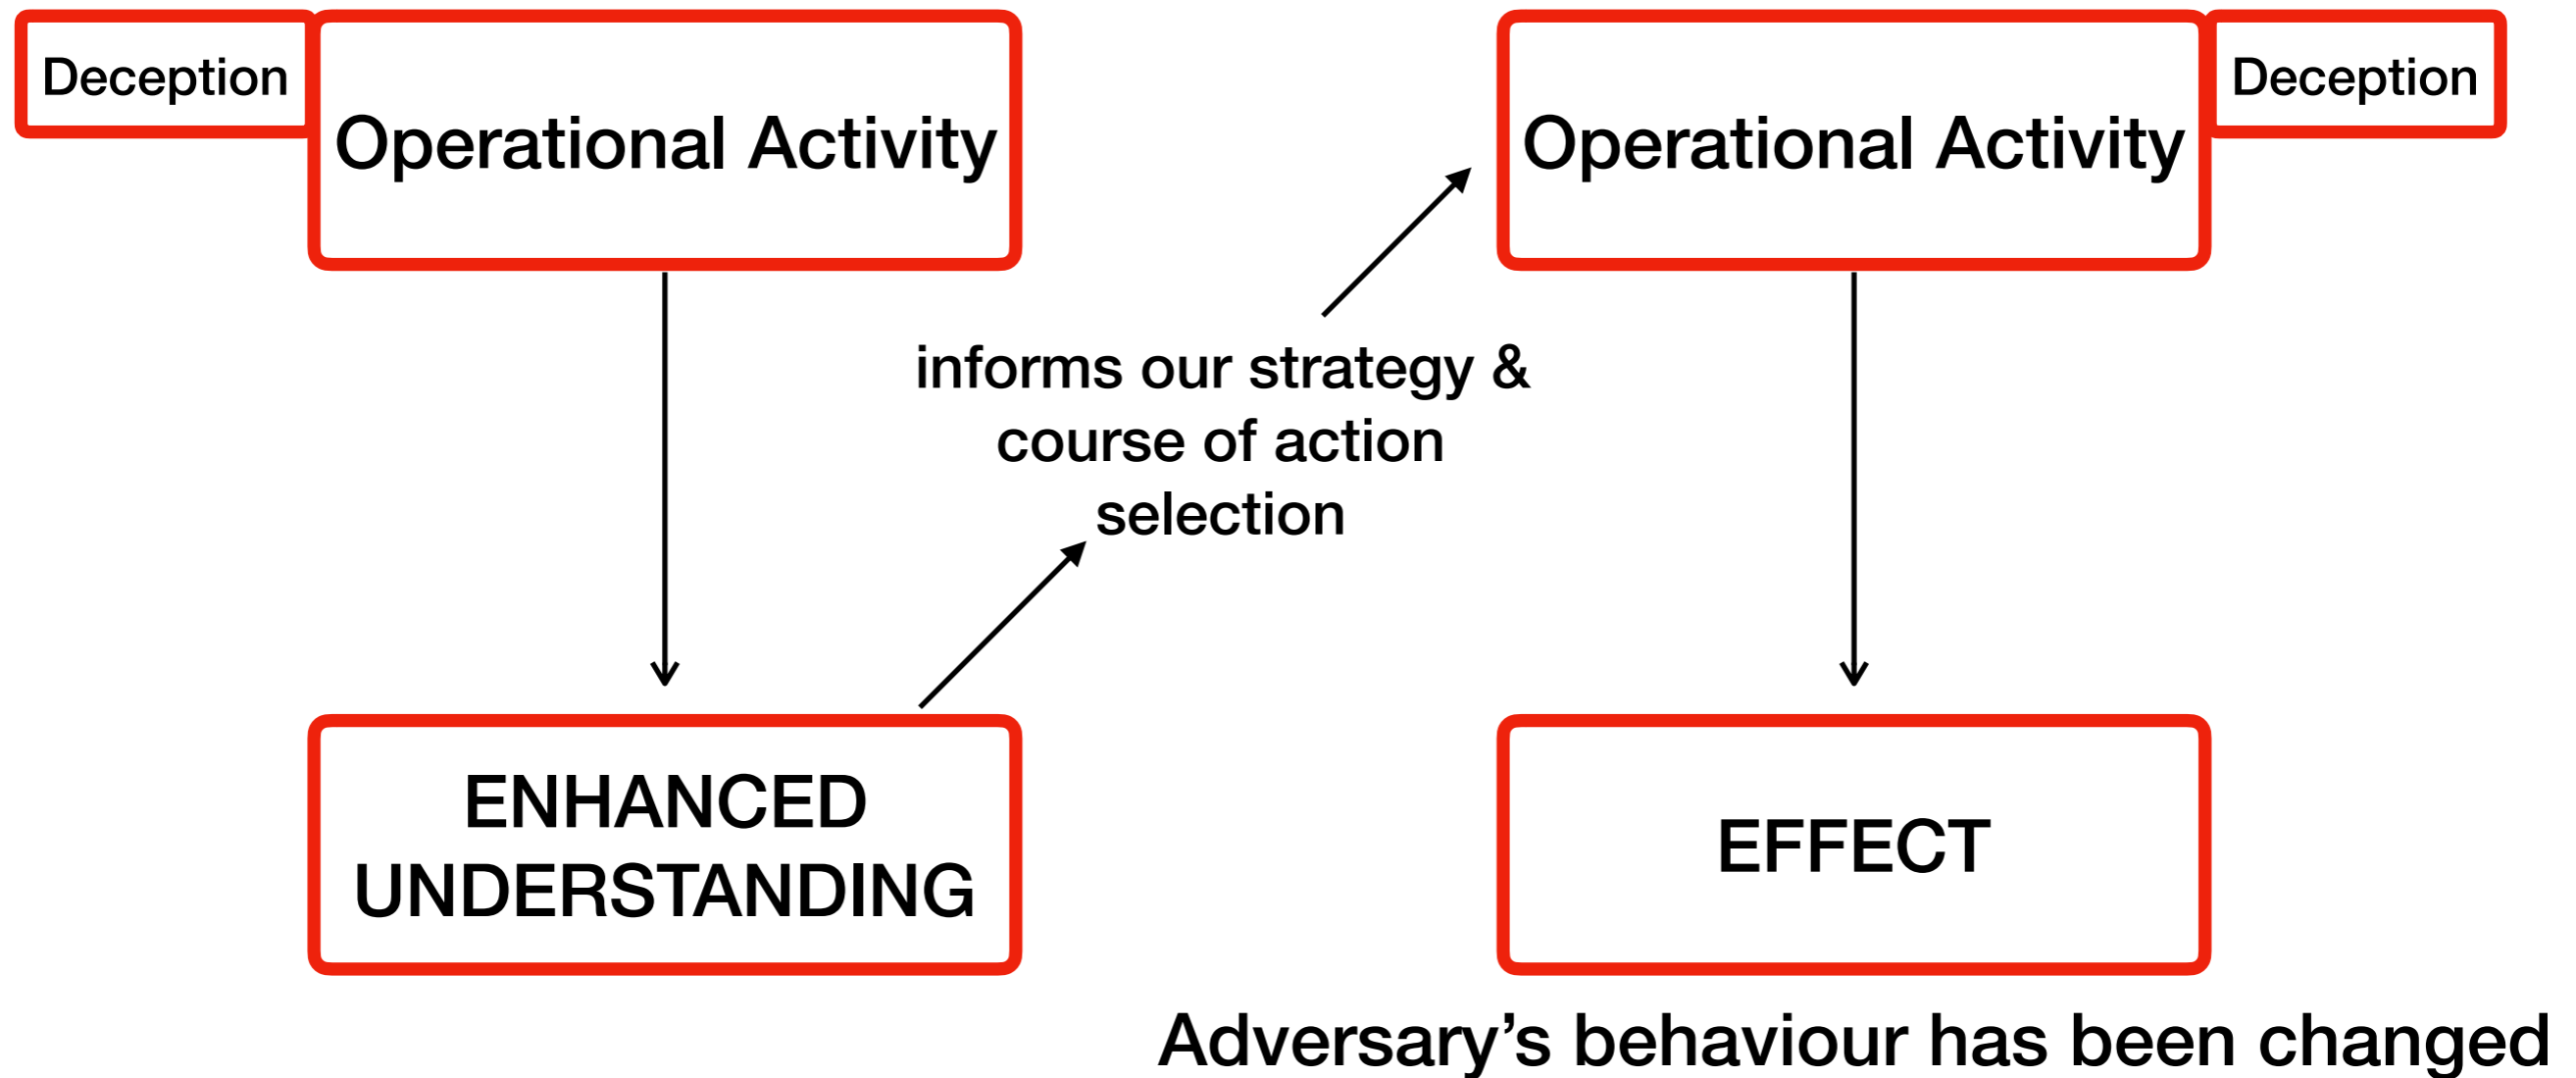 Deception
Operational Activity
Operational Activity
Deception
informs our strategy &
course of action
selection
ENHANCED
UNDERSTANDING
EFFECT
Adversary’s behaviour has been changed